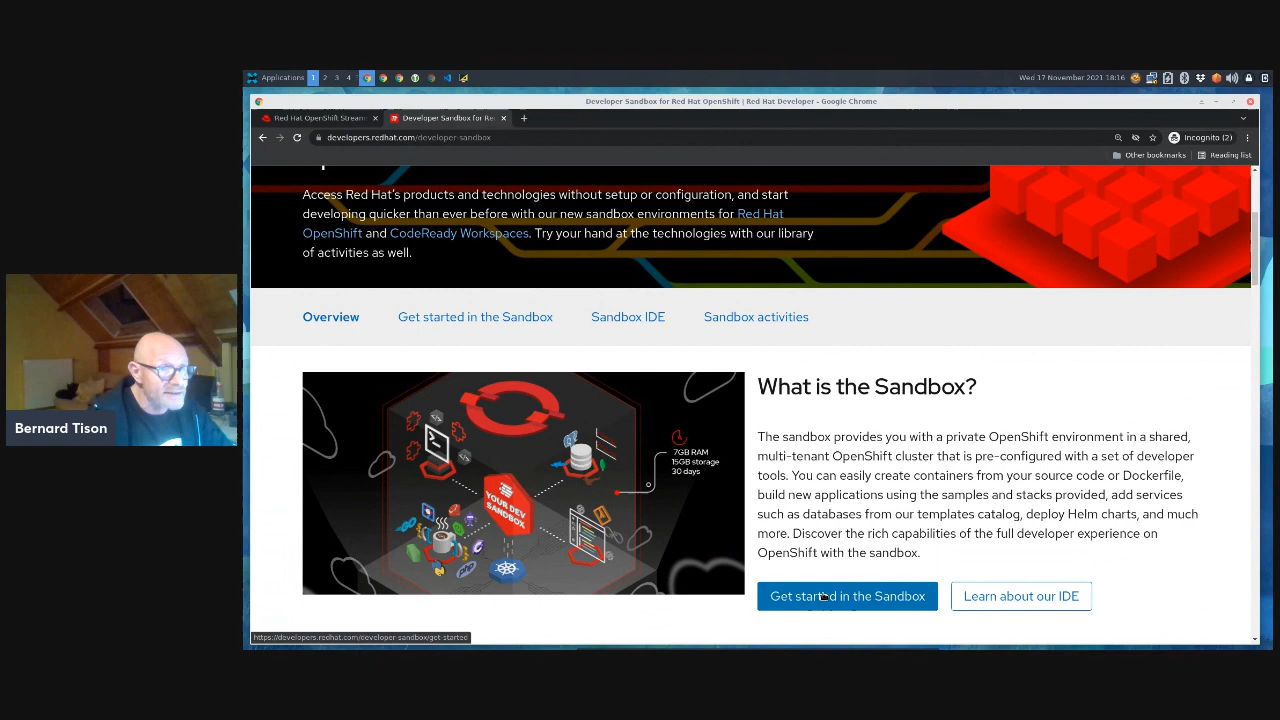 Applications 1 2 3 4
Wed 17 November 2021 18:16
Developer Sandbox for Red Hat OpenShift | Red Hat Developer - Google Chrome
Red Hat OpenShift Stream
Developer Sandbox for Re
developers.redhat.com/developer-sandbox
Incognito (2)
Other bookmarks
Reading list
Access Red Hat's products and technologies without setup or configuration, and start
developing quicker than ever before with our new sandbox environments for Red Hat
OpenShift and CodeReady Workspaces. Try your hand at the technologies with our library
of activities as well.
Overview
Get started in the Sandbox
Sandbox IDE
Sandbox activities
7GB RAM
15GB storage
30 days
YOUR DEV
SANDBOX
php
What is the Sandbox?
The sandbox provides you with a private OpenShift environment in a shared,
multi-tenant OpenShift cluster that is pre-configured with a set of developer
tools. You can easily create containers from your source code or Dockerfile,
build new applications using the samples and stacks provided, add services
such as databases from our templates catalog, deploy Helm charts, and much
more. Discover the rich capabilities of the full developer experience on
OpenShift with the sandbox.
Get started in the Sandbox
Learn about our IDE
https://developers.redhat.com/developer-sandbox/get-started
Bernard Tison